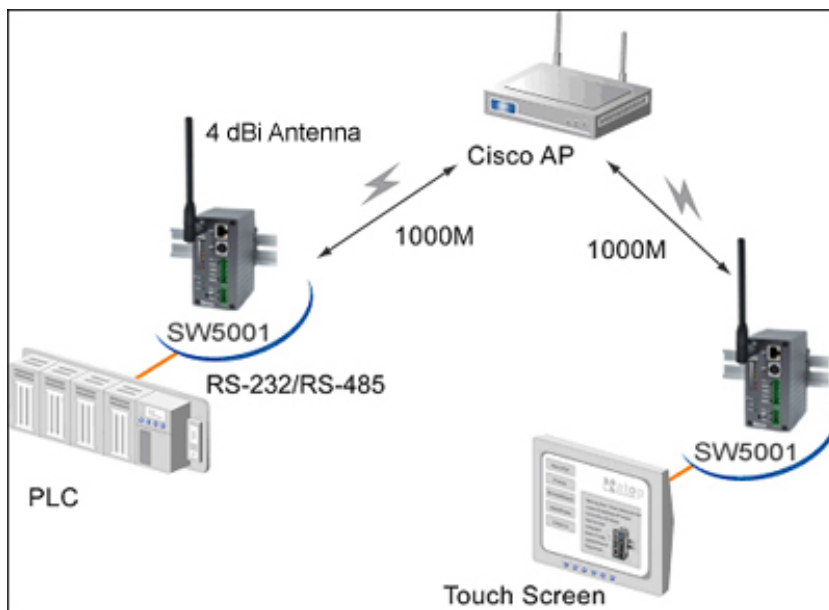 4 dBi Antenna
Cisco AP
1000M
1000M
SW5001
RS-232/RS-485
SW5001
PLC
Touch Screen